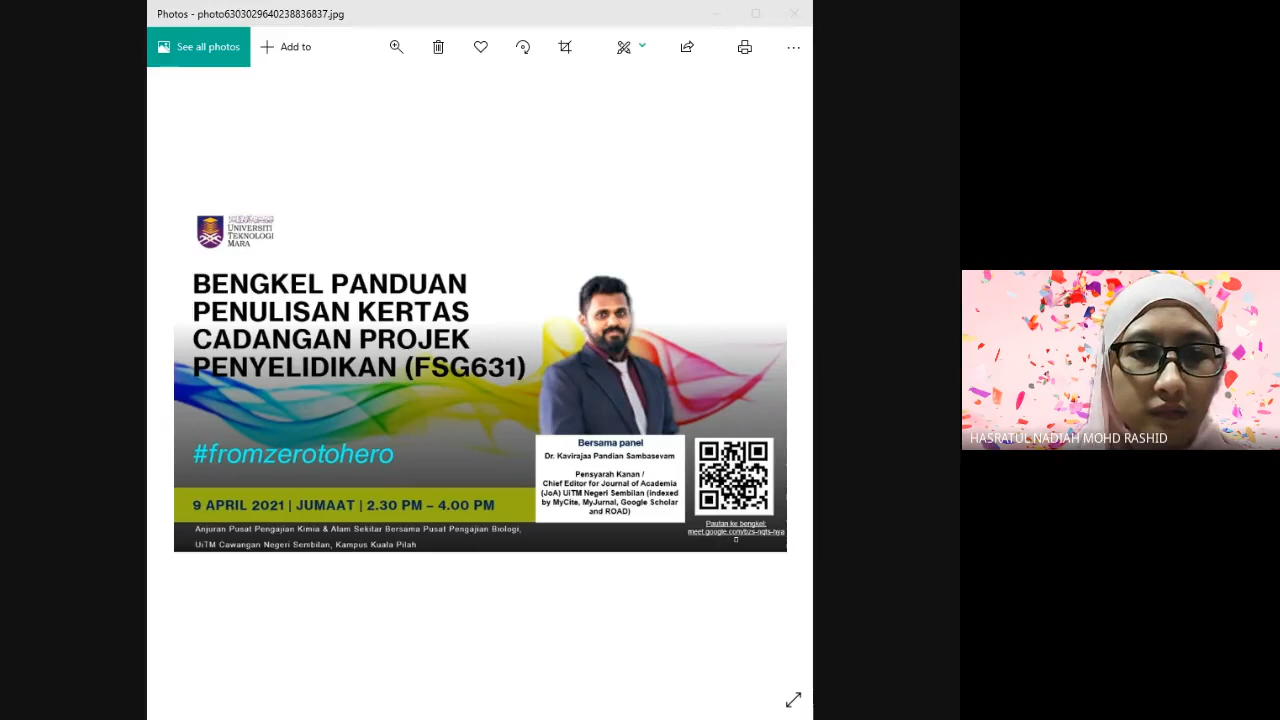 Photos - photo6303029640238836837.jpg
See all photos
Add to
UNIVERSITI
TEKNOLOGI
MARA
BENGKEL PANDUAN
PENULISAN KERTAS
CADANGAN PROJEK
PENYELIDIKAN (FSG631)
#fromzerotohero
9 APRIL 2021 | JUMAAT | 2.30 PM – 4.00 PM
Anjuran Pusat Pengajian Kimia & Alam Sekitar Bersama Pusat Pengajian Biologi,
UiTM Cawangan Negeri Sembilan, Kampus Kuala Pilah
Bersama panel
Dr. Kavirajaa Pandian Sambasevam
Pensyarah Kanan /
Chief Editor for Journal of Academia
(JoA) UiTM Negeri Sembilan (indexed
by MyCite, MyJurnal, Google Scholar
and ROAD)
Pautan ke bengkel:
HASRATUL NADIAH MOHD RASHID